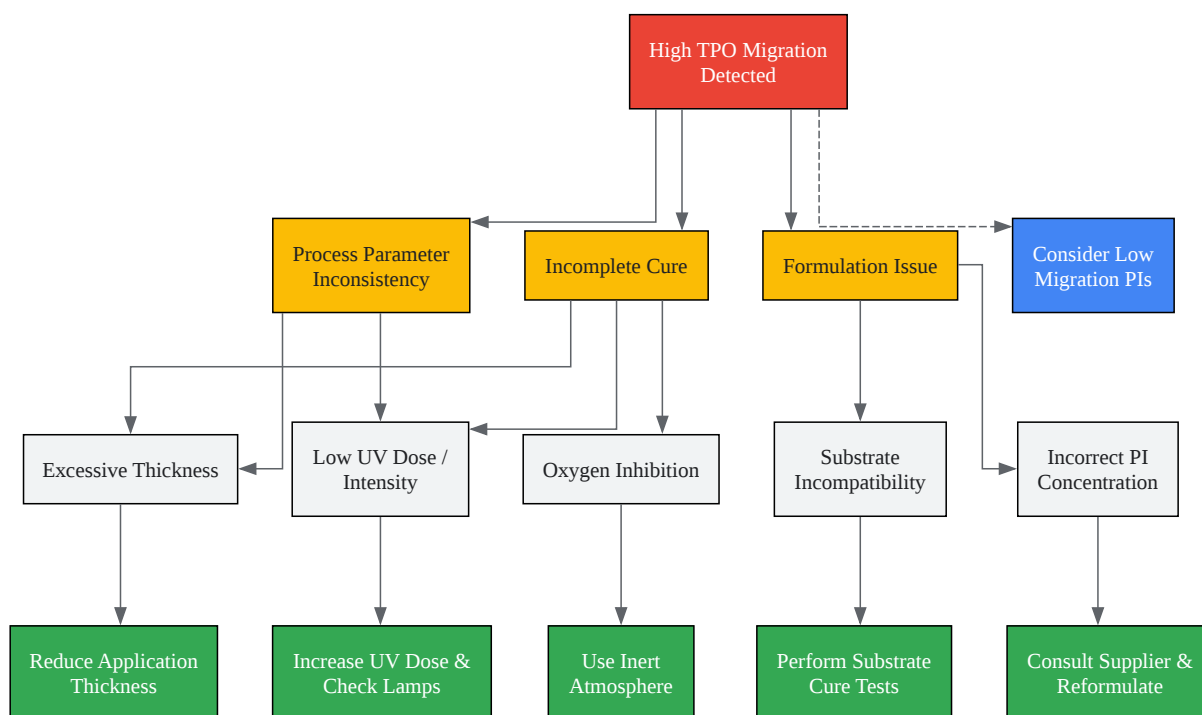 High TPO Migration
Detected
Process Parameter
Inconsistency
Incomplete Cure
Formulation Issue
Consider Low
Migration PIs
Excessive Thickness
Low UV Dose /
Intensity
Oxygen Inhibition
Substrate
Incompatibility
Incorrect PI
Concentration
Reduce Application
Thickness
Increase UV Dose &
Check Lamps
Use Inert
Atmosphere
Perform Substrate
Cure Tests
Consult Supplier &
Reformulate